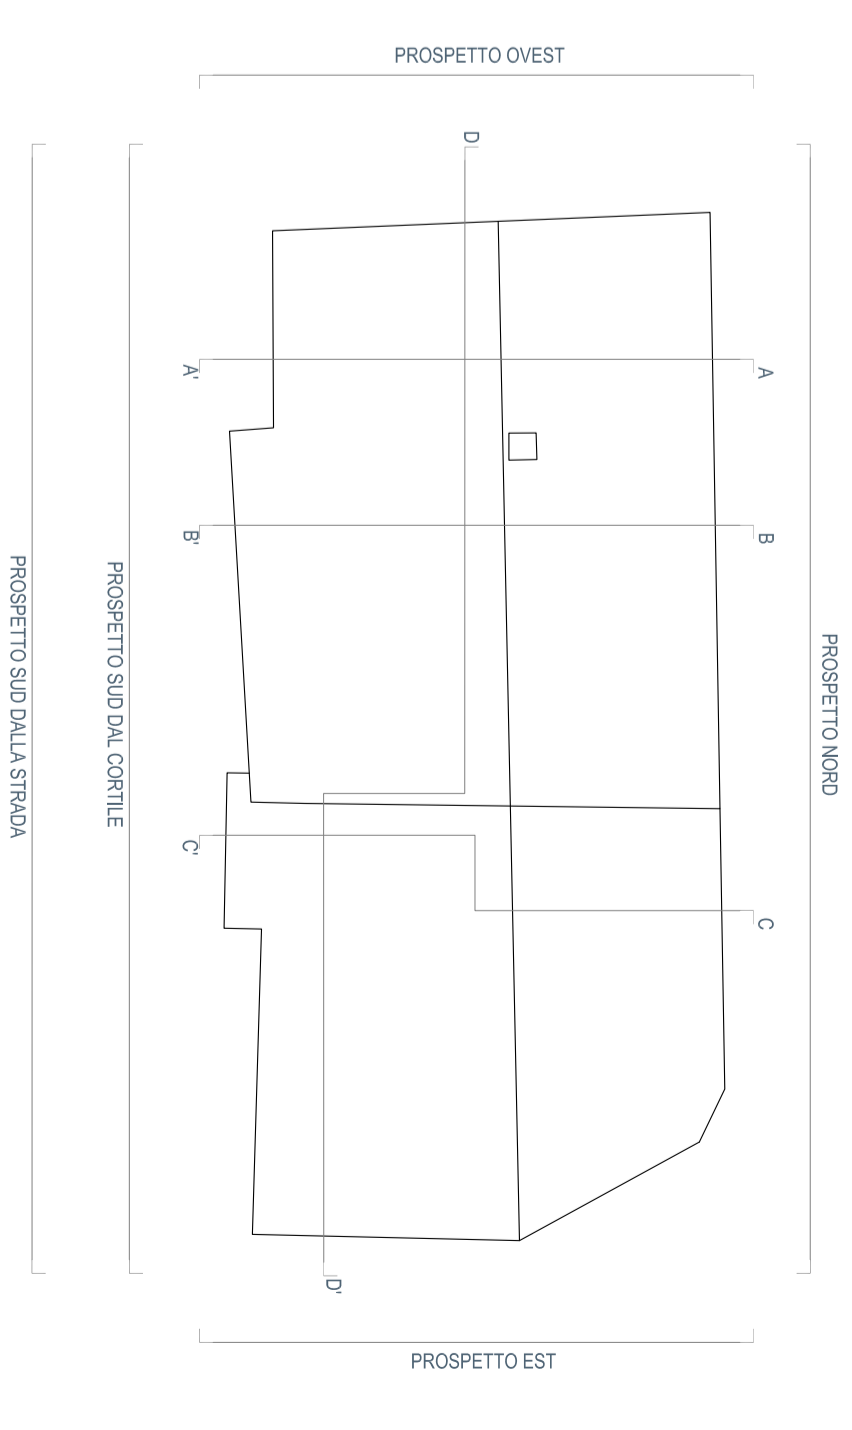 PROSPETTO OVEST
D
A'
A
B'
B
PROSPETTO SUD DALLA STRADA
PROSPETTO SUD DAL CORTILE
PROSPETTO NORD
C'
C
D'
PROSPETTO EST